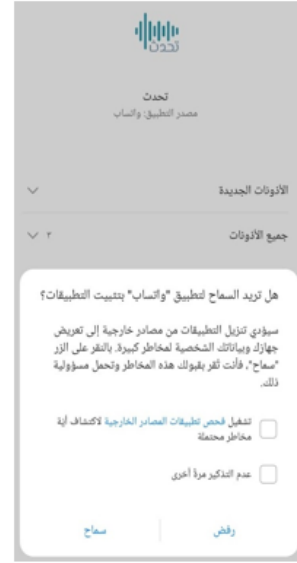 تحدث
تحدث
مصدر التطبيق: واتساب
الأذونات الجديدة
جميع الأذونات ٢
هل تريد السماح لتطبيق "واتساب" بتثبيت التطبيقات؟
سيؤدي تنزيل التطبيقات من مصادر خارجية إلى تعريض
جهازك وبياناتك الشخصية لمخاطر كبيرة. بالنقر على الزر
"سماح"، فأنت تُقر بقبولك هذه المخاطر وتحمل مسؤولية
ذلك.
تشغيل فحص تطبيقات المصادر الخارجية لاكتشاف أية
مخاطر محتملة
عدم التذكير مرة أخرى
رفض
سماح